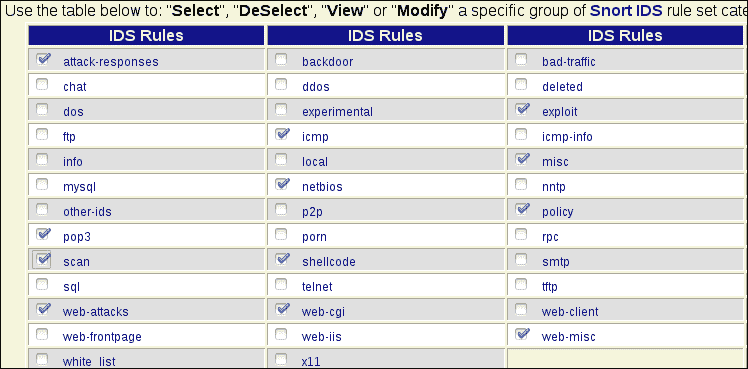 Use the table below to: "Select", "DeSelect", "View" or "Modify" a specific group of Snort IDS rule set cate
IDS Rules IDS Rules IDS Rules
attack-responses backdoor bad-traffic
chat ddos deleted
dos experimental exploit
ftp icmp icmp-info
info local misc
mysql netbios nntp
other-ids p2p policy
pop3 porn rpc
scan shellcode smtp
sql telnet tftp
web-attacks web-cgi web-client
web-frontpage web-iis web-misc
white_list x11